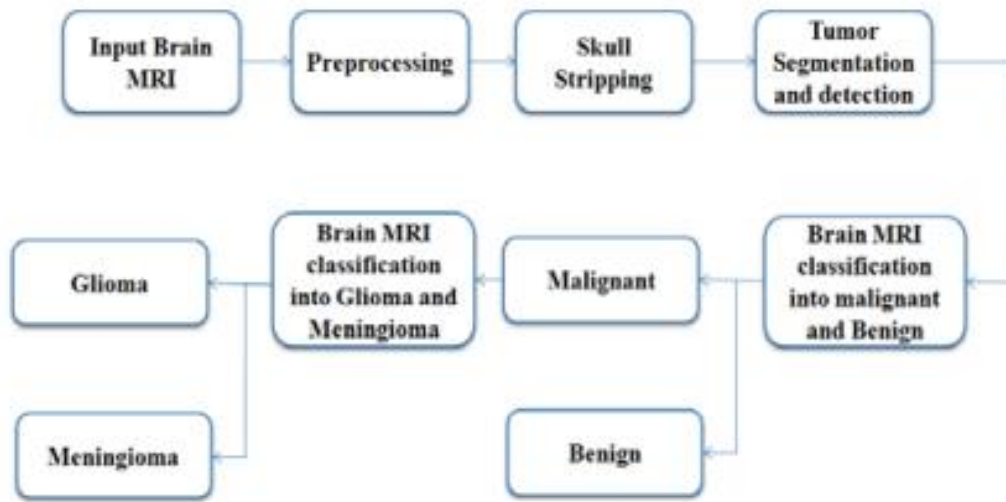 Input Brain
MRI
Preprocessing
Skull
Stripping
Tumor
Segmentation
and detection
Brain MRI
classification
into malignant
and Benign
Malignant
Benign
Brain MRI
classification
into Glioma and
Meningioma
Glioma
Meningioma